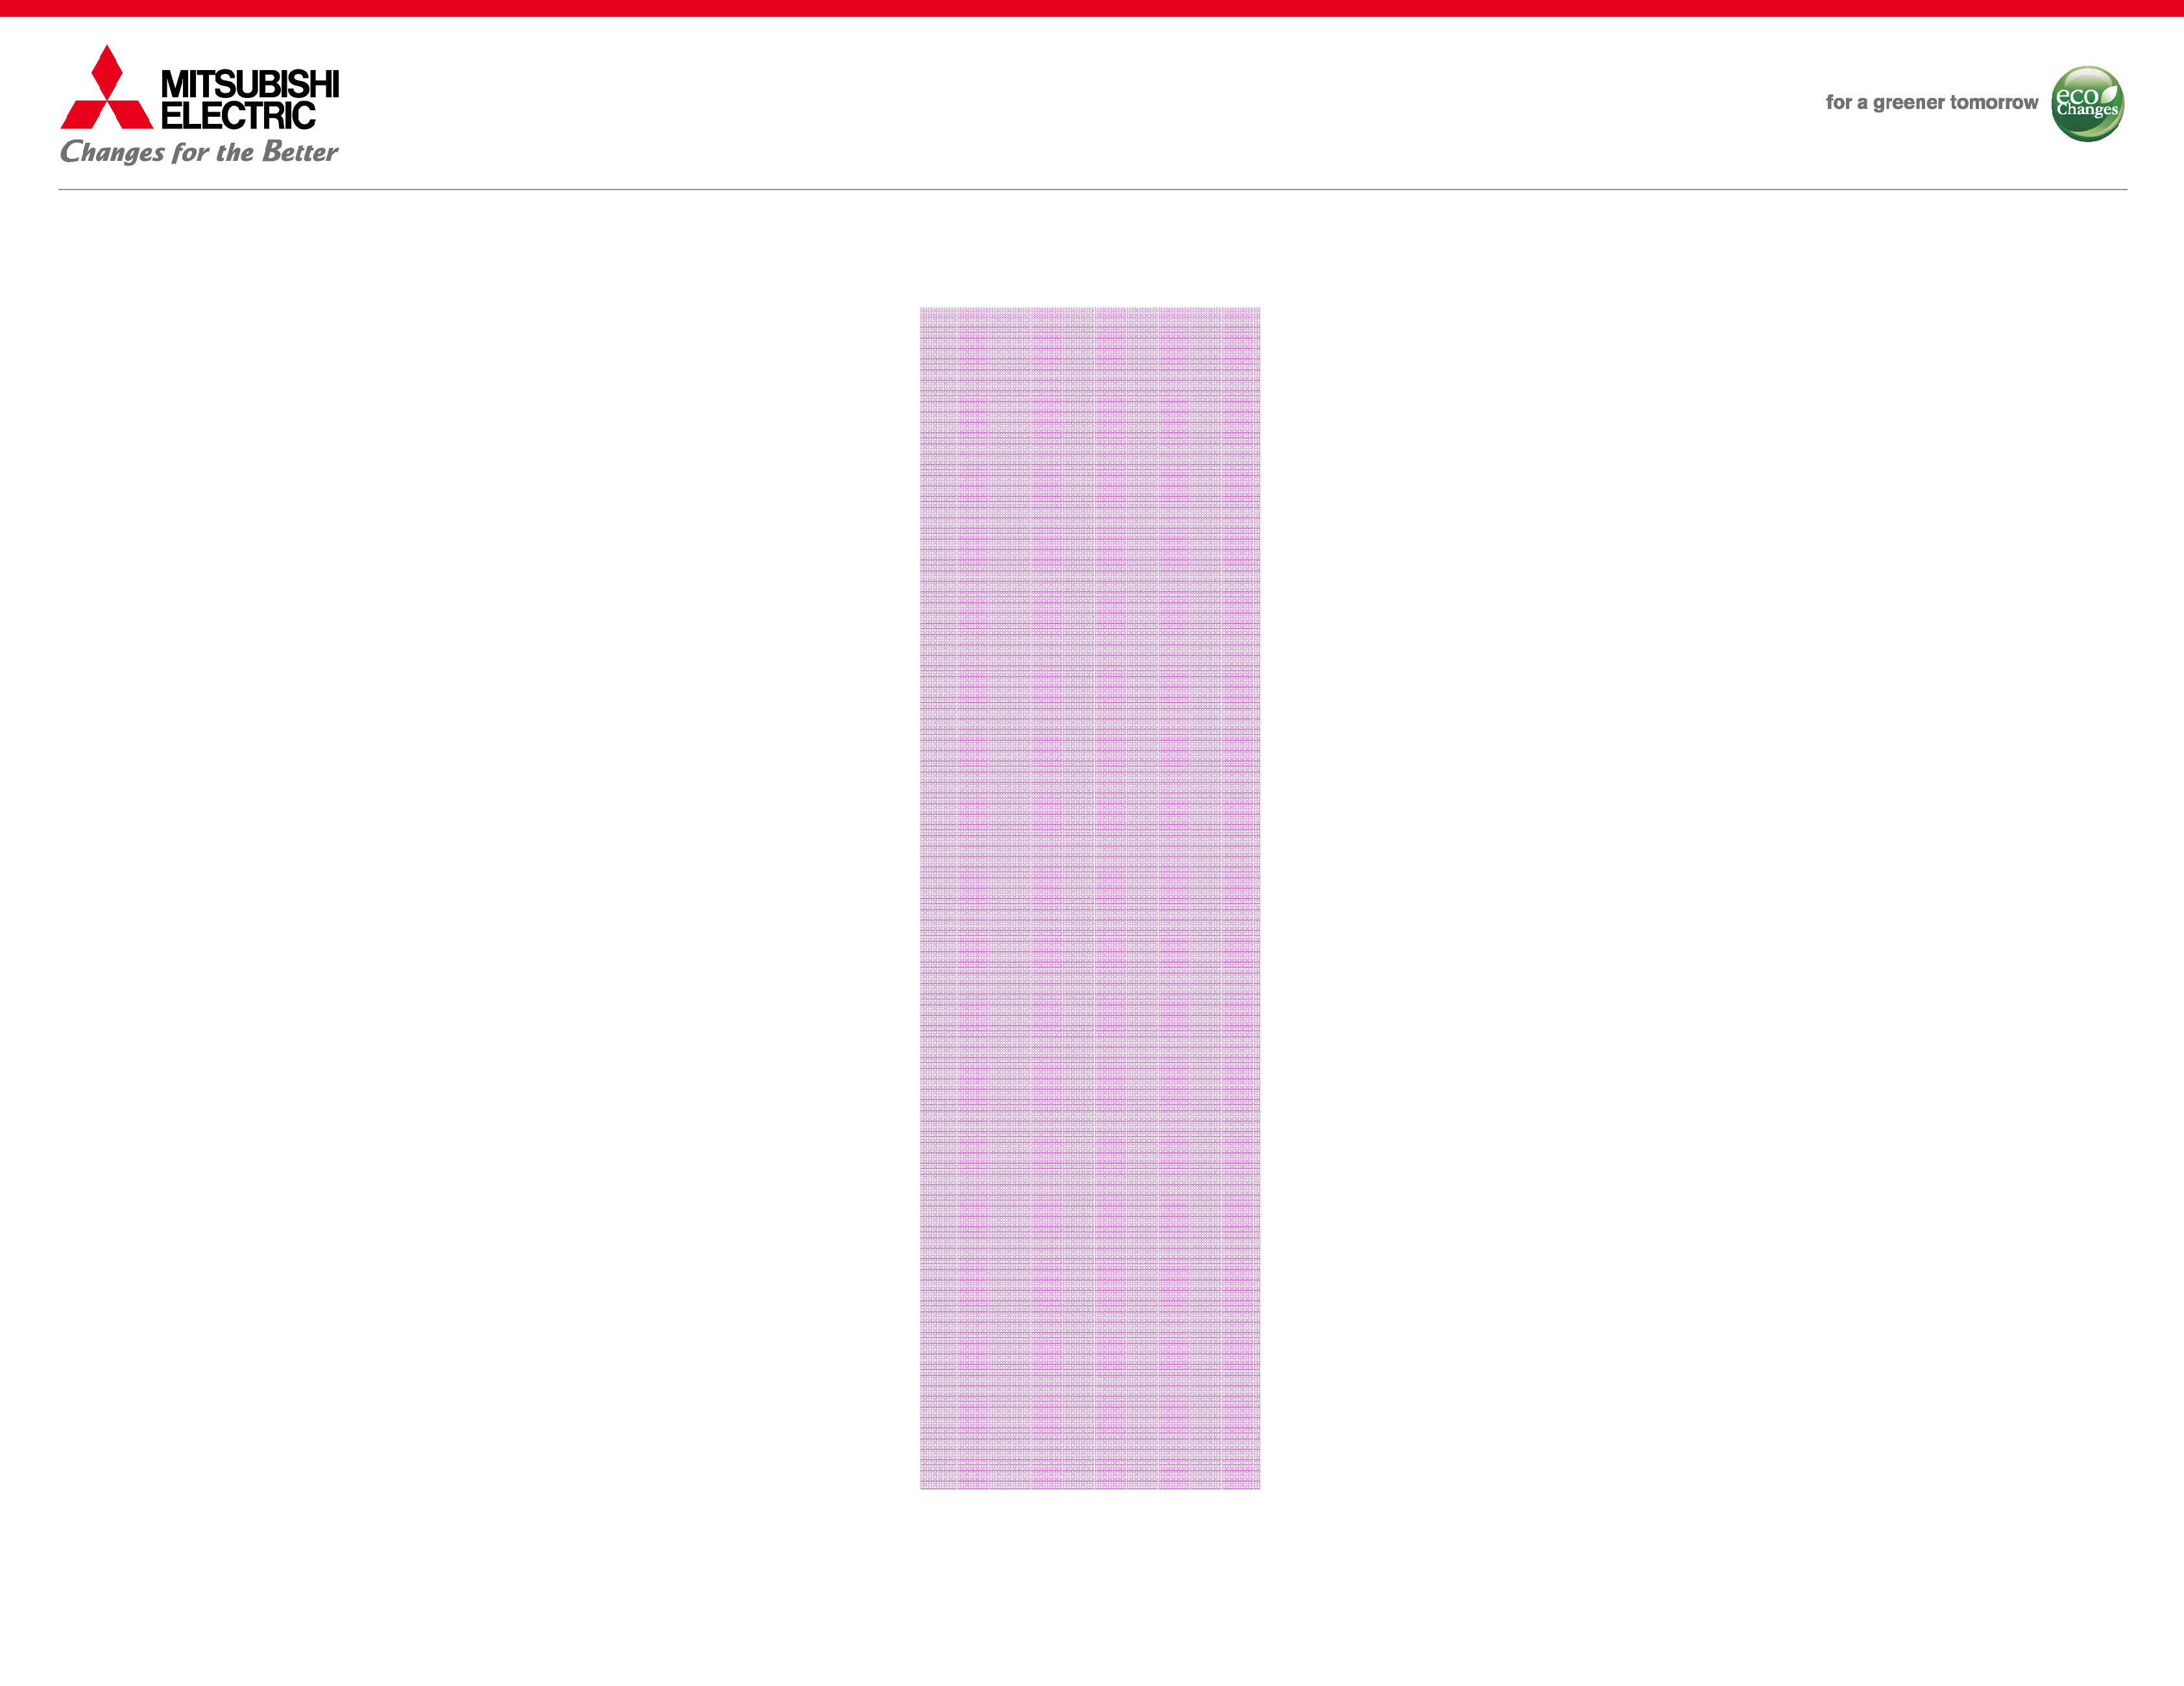 MITSUBISHI
ELECTRIC
Changes for the Better
for a greener tomorrow
eco
Changes